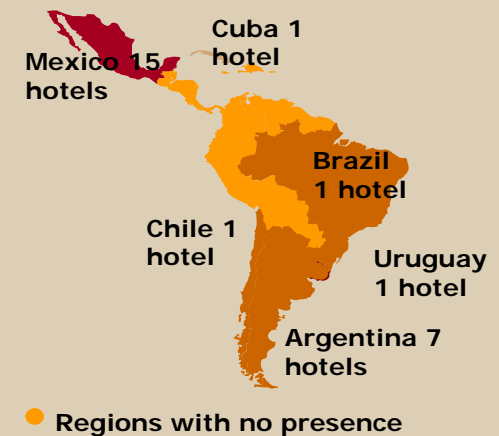 Cuba 1
hotel
Mexico 15
hotels
Brazil
1 hotel
Chile 1
hotel
Uruguay
1 hotel
Argentina 7
hotels
Regions with no presence